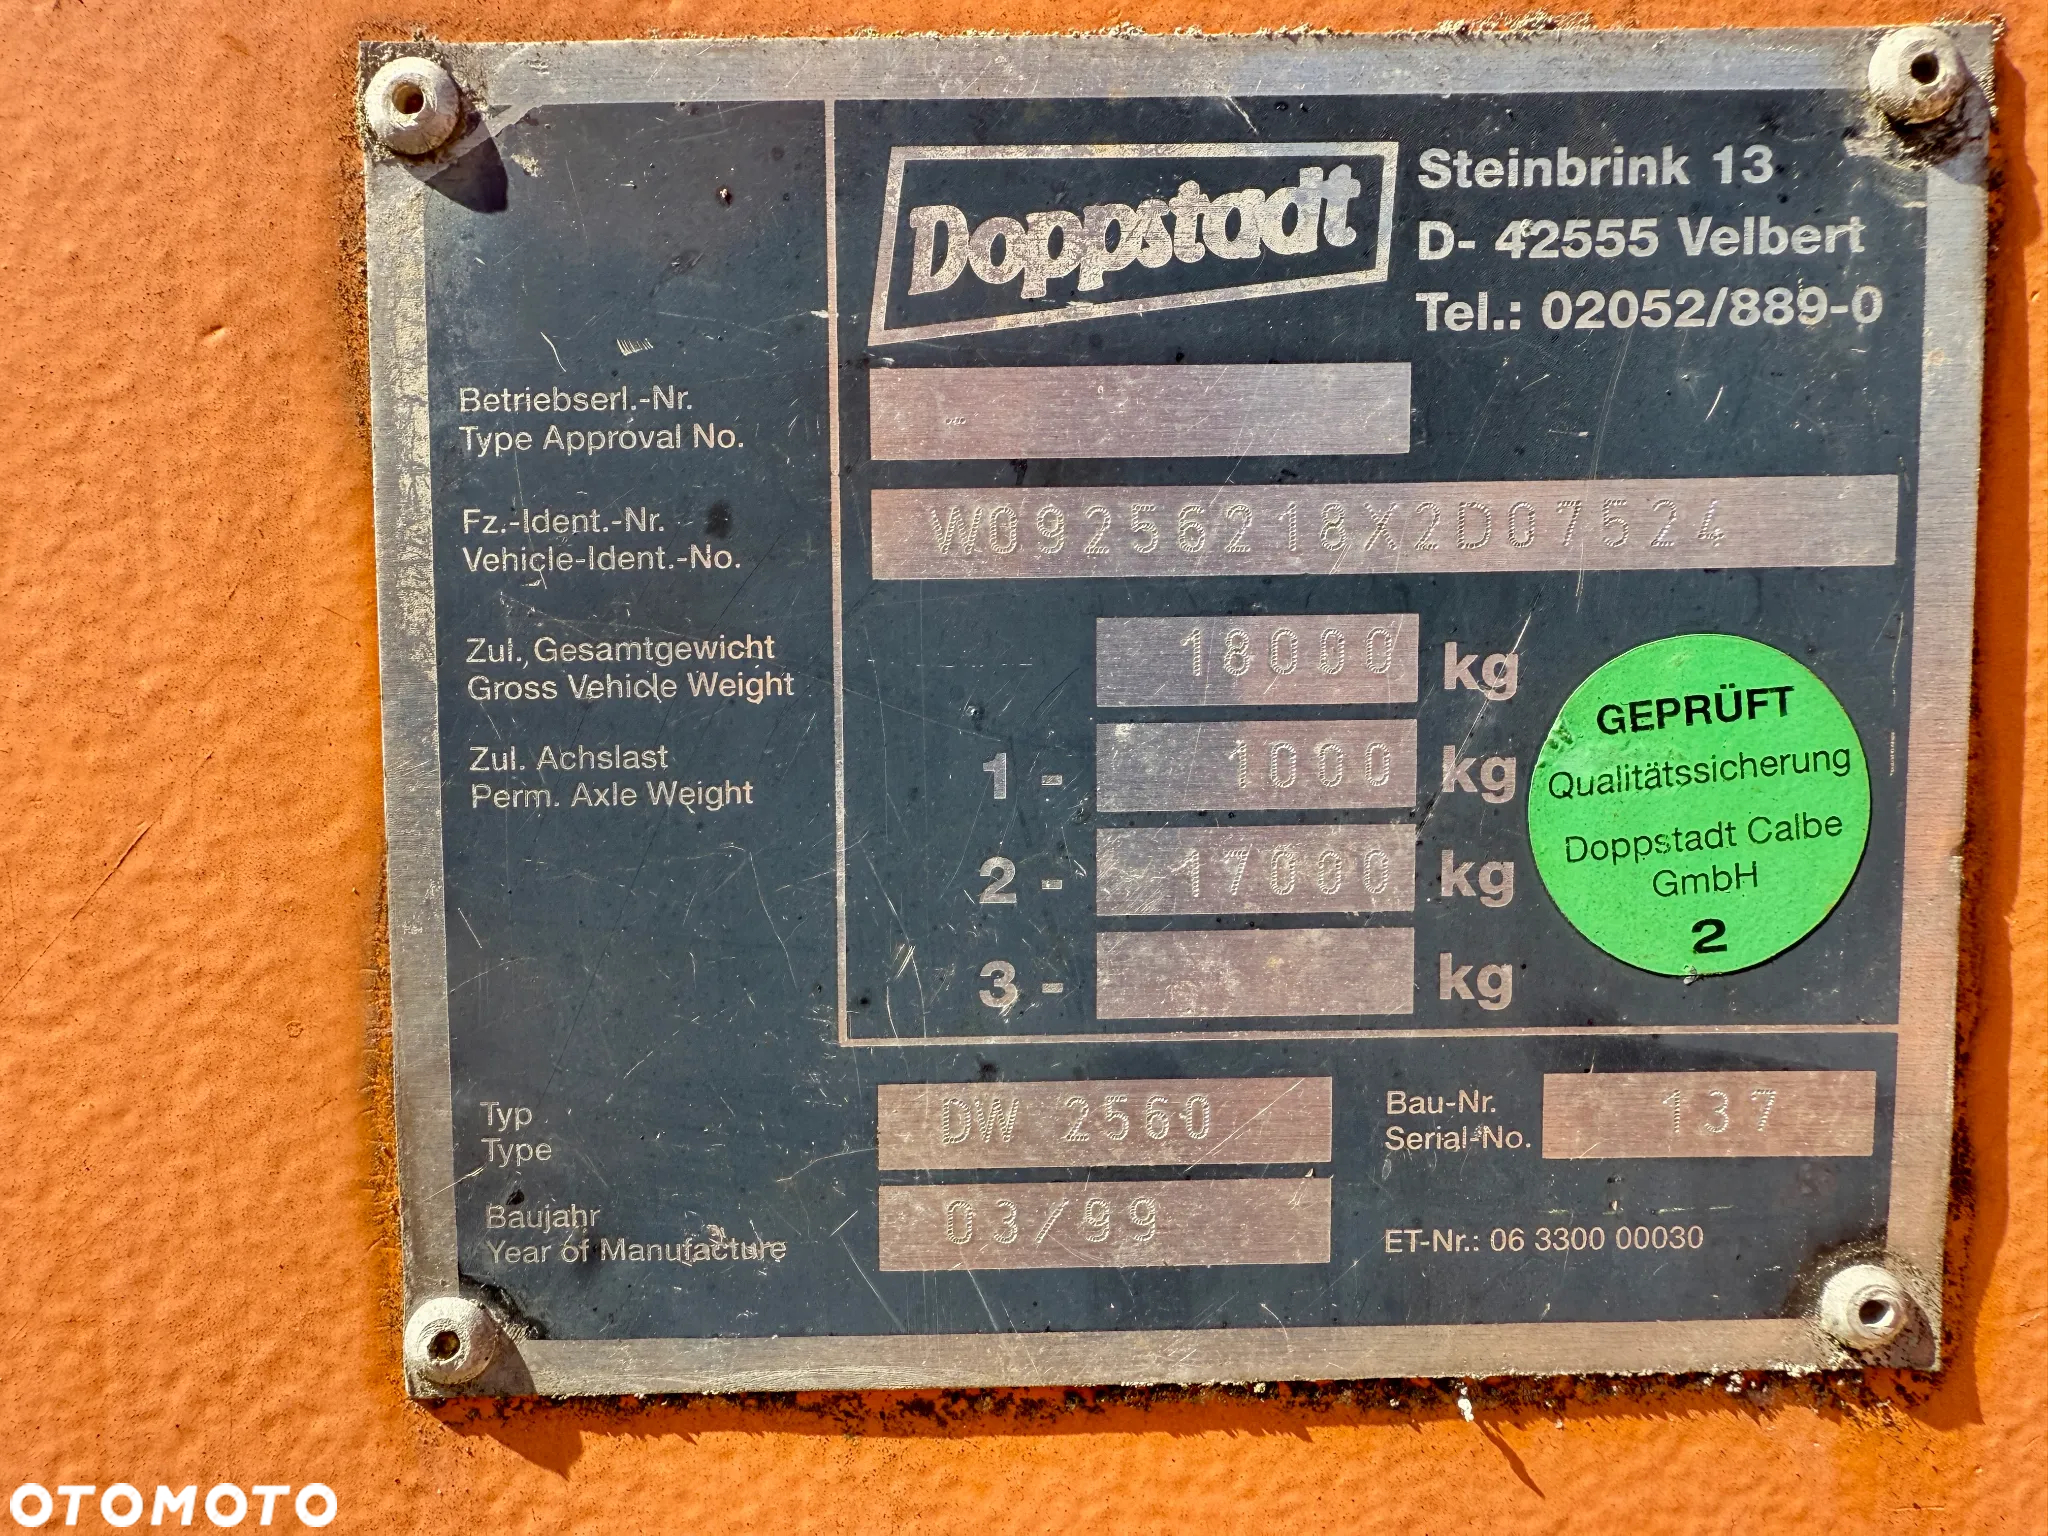 Doppstadt
Steinbrink 13
D- 42555 Velbert
Tel.: 02052/889-0
Betriebserl.-Nr.
Type Approval No.
Fz.-Ident.-Nr.
Vehicle-Ident.-No.
W09256218X2D07524
Zul. Gesamtgewicht
Gross Vehicle Weight
18000 kg
Zul. Achslast
Perm. Axle Weight
1 - 1000 kg
2 - 17000 kg
3 - kg
GEPRÜFT
Qualitätssicherung
Doppstadt Calbe
GmbH
2
Typ
Type
DW 2560
Bau-Nr.
Serial-No.
137
Baujahr
Year of Manufacture
03/99
ET-Nr.: 06 3300 00030
OTOMOTO